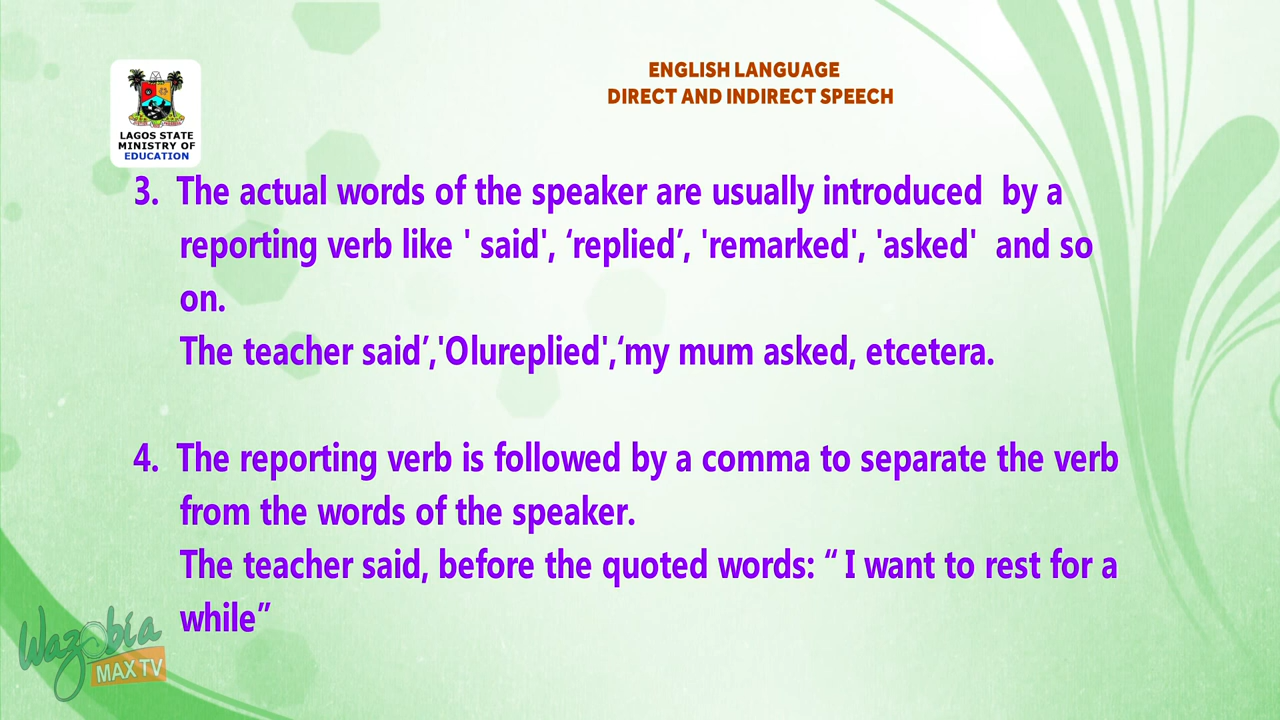 ENGLISH LANGUAGE
DIRECT AND INDIRECT SPEECH
LAGOS STATE
MINISTRY OF
EDUCATION
3. The actual words of the speaker are usually introduced by a
reporting verb like ' said', ‘replied’, 'remarked', 'asked' and so
on.
The teacher said’,'Olureplied',‘my mum asked, etcetera.
4. The reporting verb is followed by a comma to separate the verb
from the words of the speaker.
The teacher said, before the quoted words: “ I want to rest for a
while”
Wazobia
MAX TV